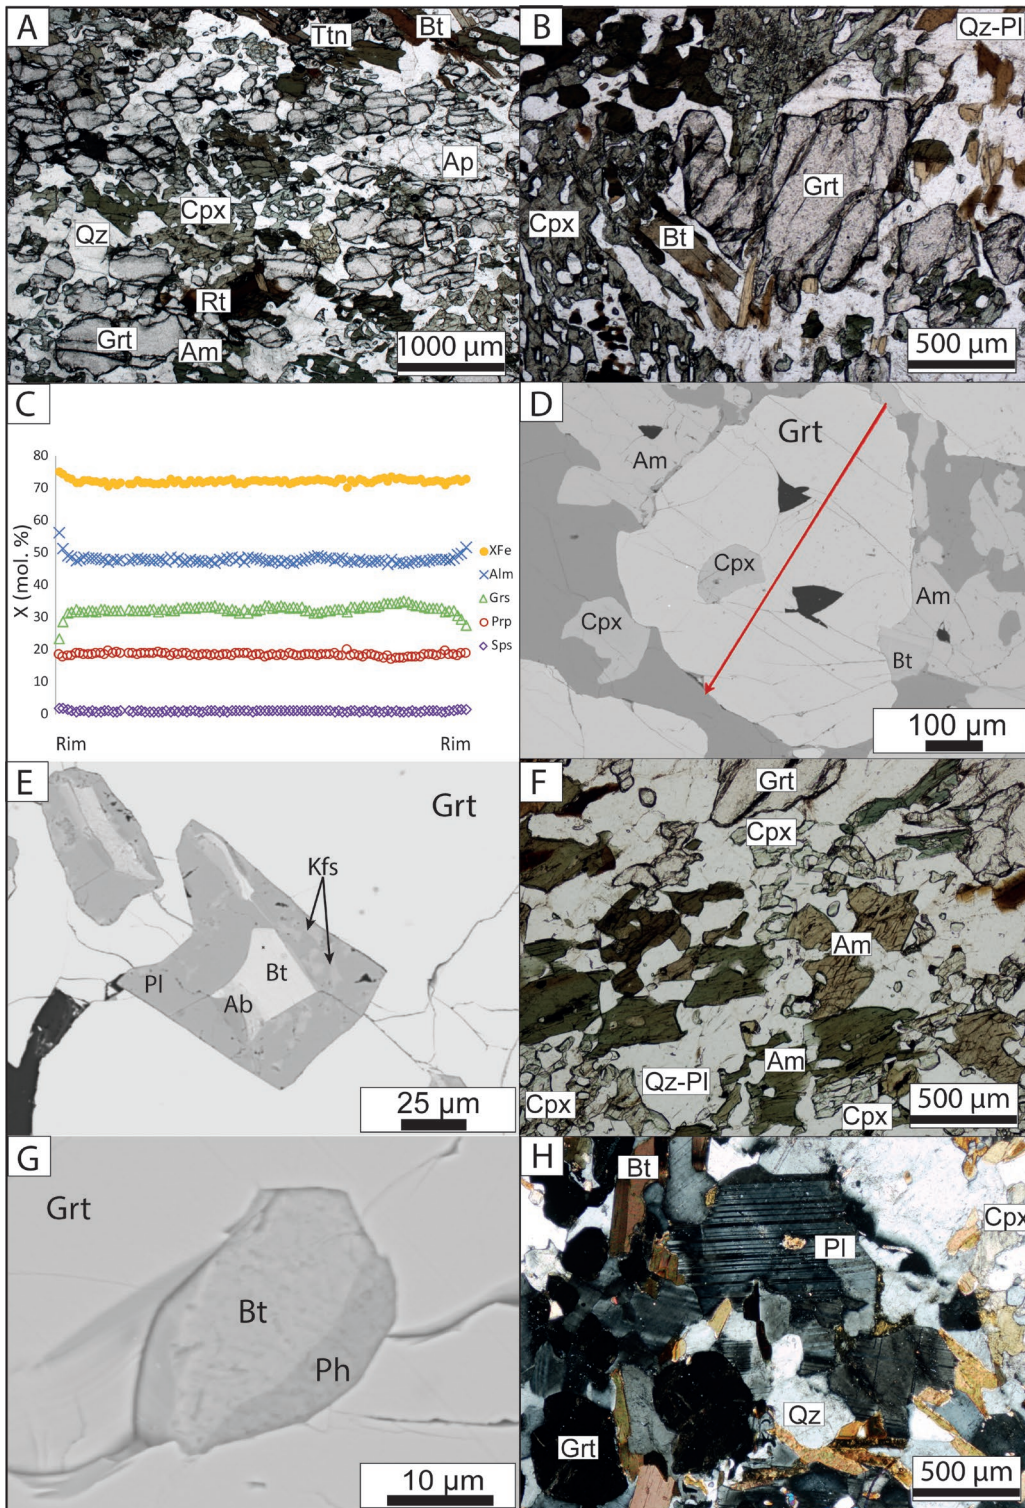 A
Ttn
Bt
Ap
Cpx
Qz
Rt
Grt
Am
1000 µm
B
Qz-Pl
Grt
Cpx
Bt
500 µm
C
80
70
60
50
40
30
20
10
0
X (mol. %)
XFe
Alm
Grs
Prp
Sps
Rim
Rim
D
Grt
Am
Cpx
Cpx
Am
Bt
100 µm
E
Grt
Kfs
Bt
Pl
Ab
25 µm
F
Grt
Cpx
Am
Am
Qz-Pl
Cpx
Cpx
500 µm
G
Grt
Bt
Ph
10 µm
H
Bt
Cpx
Pl
Qz
Grt
500 µm